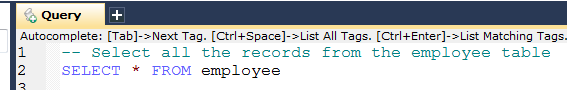 Query
Autocomplete: [Tab]->Next Tag. [Ctrl+Space]->List All Tags. [Ctrl+Enter]->List Matching Tags.
1 -- Select all the records from the employee table
2 SELECT * FROM employee
3